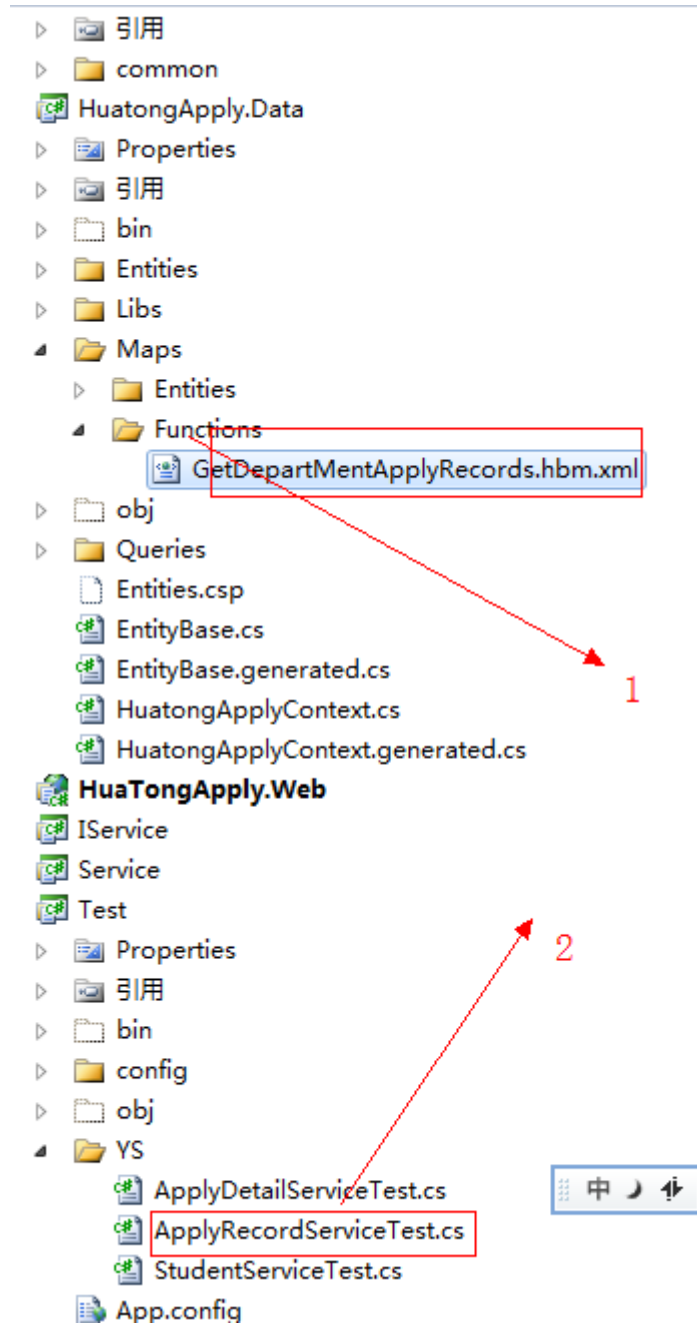 引用
common
HuatongApply.Data
Properties
引用
bin
Entities
Libs
Maps
Entities
Functions
GetDepartMentApplyRecords.hbm.xml
obj
Queries
Entities.csp
EntityBase.cs
EntityBase.generated.cs
1
HuatongApplyContext.cs
HuatongApplyContext.generated.cs
HuaTongApply.Web
IService
Service
Test
Properties
2
引用
bin
config
obj
YS
ApplyDetailServiceTest.cs
中
ApplyRecordServiceTest.cs
StudentServiceTest.cs
App.config